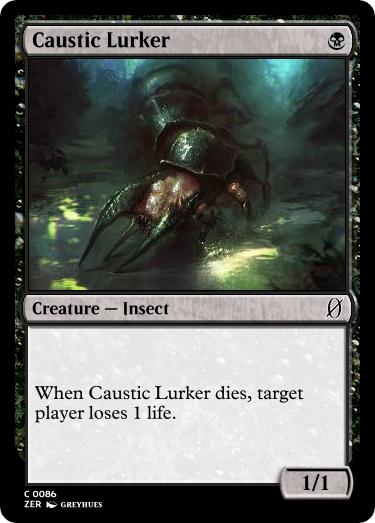 Caustic Lurker
Creature — Insect
When Caustic Lurker dies, target
player loses 1 life.
1/1
C 0086
ZER GREYHUES